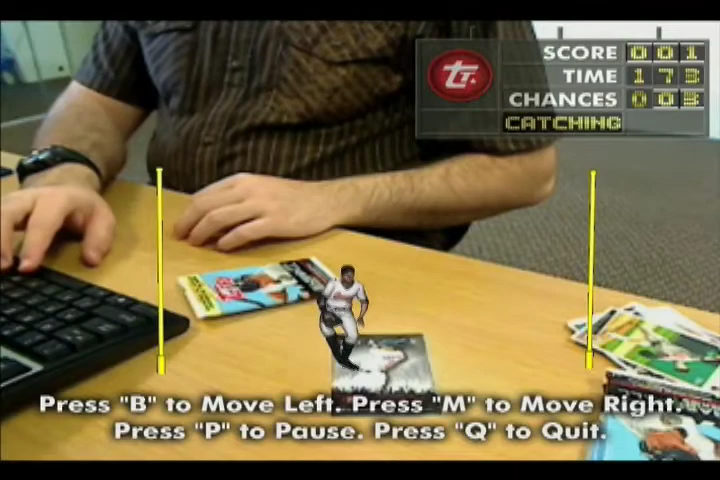 SCORE 001
TIME 173
CHANCES 003
CATCHING
Press "B" to Move Left. Press "M" to Move Right.
Press "P" to Pause. Press "Q" to Quit.